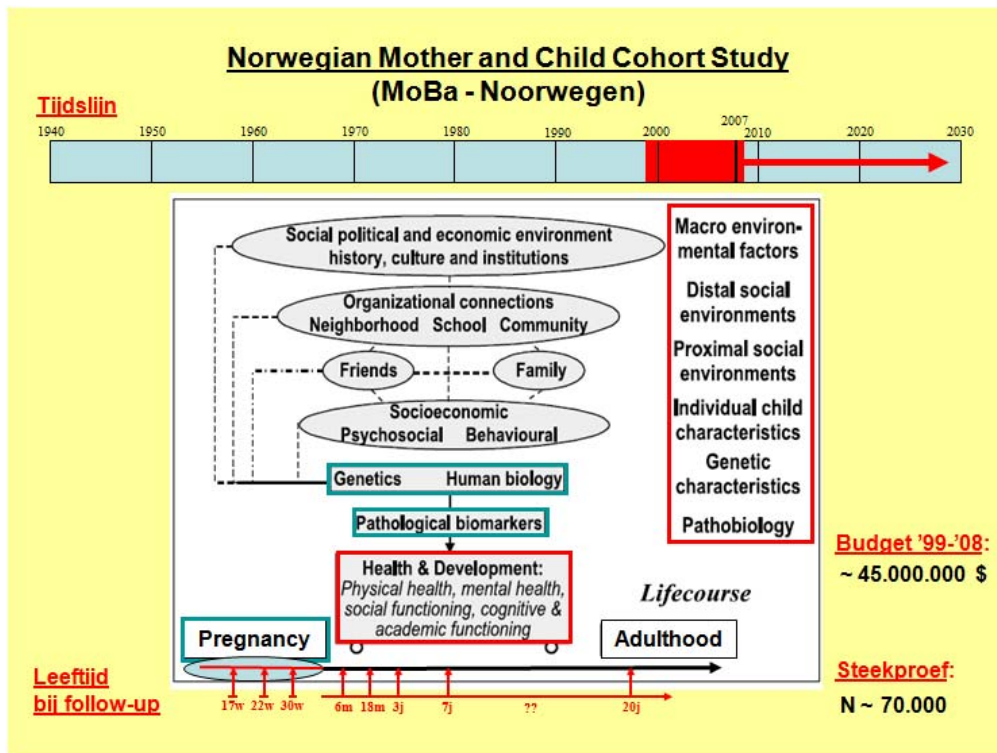 Norwegian Mother and Child Cohort Study
(MoBa - Noorwegen)
Tijdslijn
1940 1950 1960 1970 1980 1990 2000 2007 2010 2020 2030
Social political and economic environment
history, culture and institutions
Organizational connections
Neighborhood School Community
Friends Family
Socioeconomic
Psychosocial Behavioural
Genetics Human biology
Pathological biomarkers
Health & Development:
Physical health, mental health,
social functioning, cognitive &
academic functioning
Macro environ-
mental factors
Distal social
environments
Proximal social
environments
Individual child
characteristics
Genetic
characteristics
Pathobiology
Budget '99-'08:
~ 45.000.000 $
Lifecourse
Pregnancy
Adulthood
Leeftijd
bij follow-up
17w 22w 30w 6m 18m 3j 7j ?? 20j
Steekproef:
N ~ 70.000